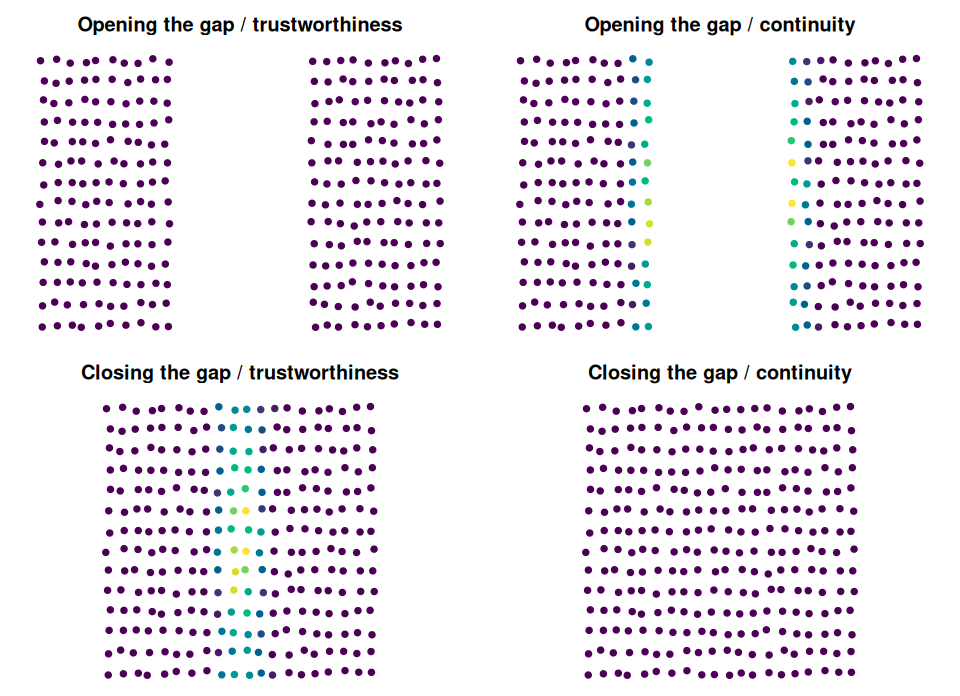 Opening the gap / trustworthiness
Opening the gap / continuity
Closing the gap / trustworthiness
Closing the gap / continuity